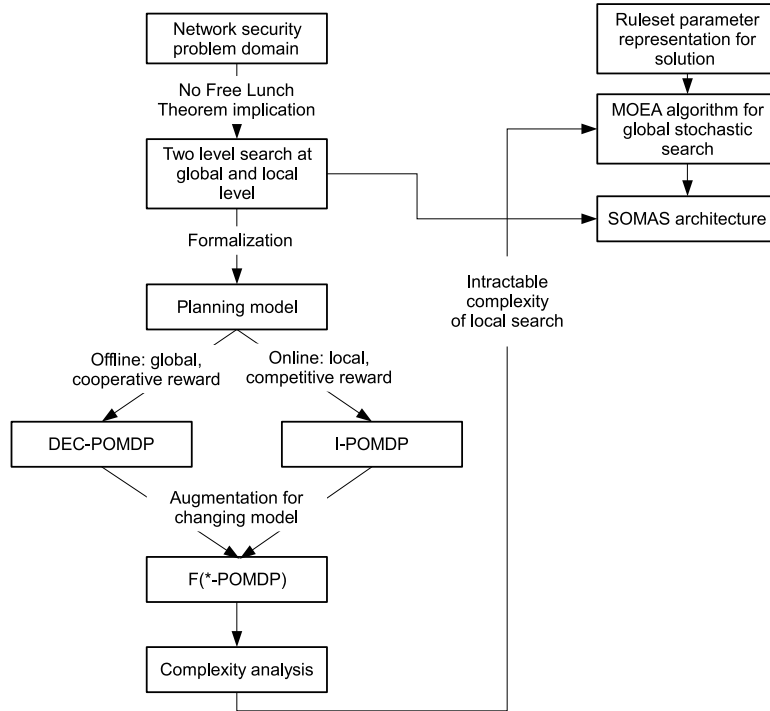 Network security
problem domain
No Free Lunch
Theorem implication
Two level search at
global and local
level
Formalization
Planning model
Offline: global,
cooperative reward
Online: local,
competitive reward
DEC-POMDP
I-POMDP
Augmentation for
changing model
F(*-POMDP)
Complexity analysis
Intractable
complexity
of local search
Ruleset parameter
representation for
solution
MOEA algorithm for
global stochastic
search
SOMAS architecture